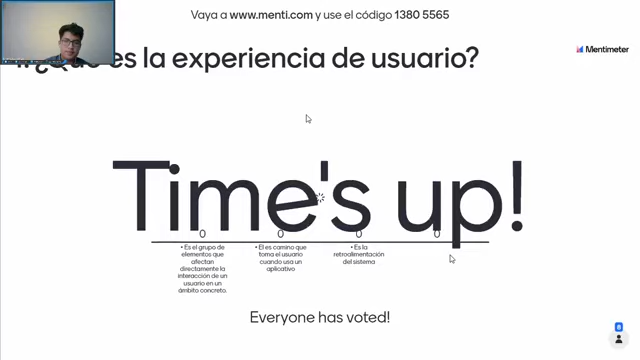 Vaya a www.menti.com y use el código 1380 5565
es la experiencia de usuario?
Mentimeter
Time's up!
0
0
0
0
• Es el grupo de
elementos que
afectan
directamente la
interacción de un
usuario en un
ámbito concreto.
• El es camino que
toma el usuario
cuando usa un
aplicativo
• Es la
retroalimentación
del sistema
Everyone has voted!
8